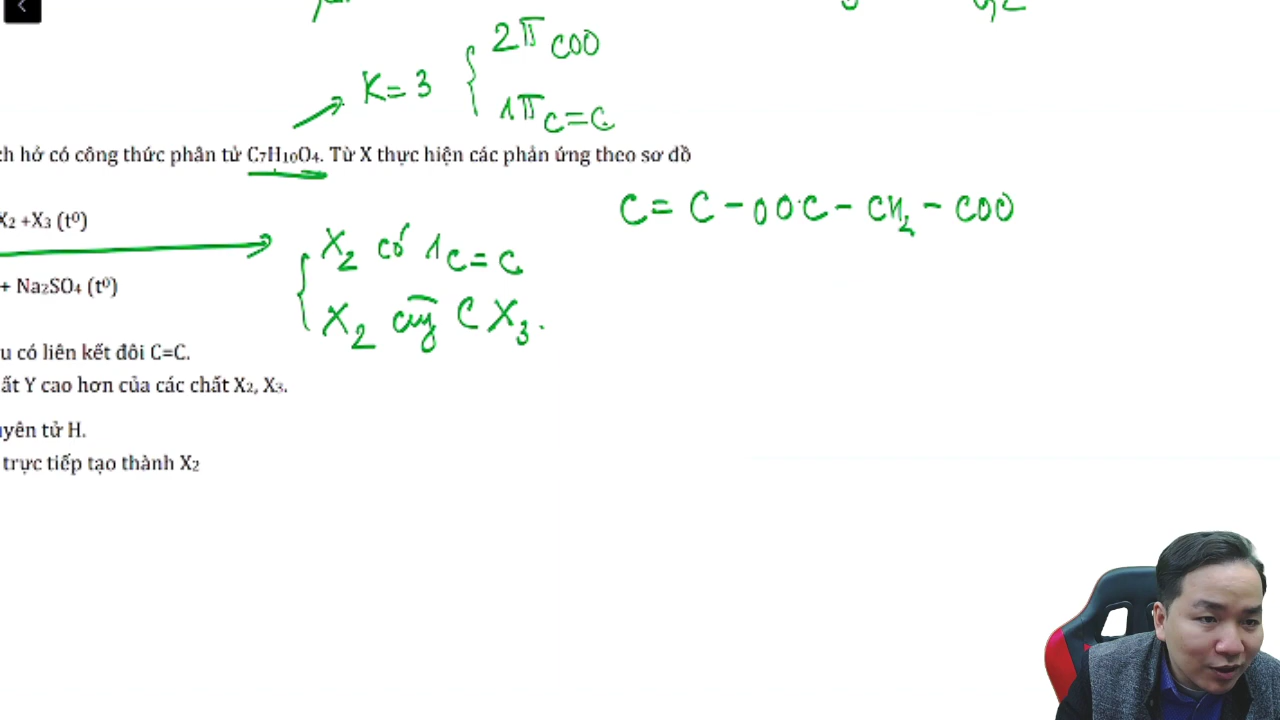 K = 3 { 2π COO
1π C=C
ch hở có công thức phân tử C₇H₁₀O₄. Từ X thực hiện các phản ứng theo sơ đồ
C = C - OOC - CH₂ - COO
X₂ +X₃ (t⁰)
X₂ có 1 C = C
+ Na₂SO₄ (t⁰)
X₂ cùg C X₃.
u có liên kết đôi C=C.
ất Y cao hơn của các chất X₂, X₃.
uyên tử H.
trực tiếp tạo thành X₂